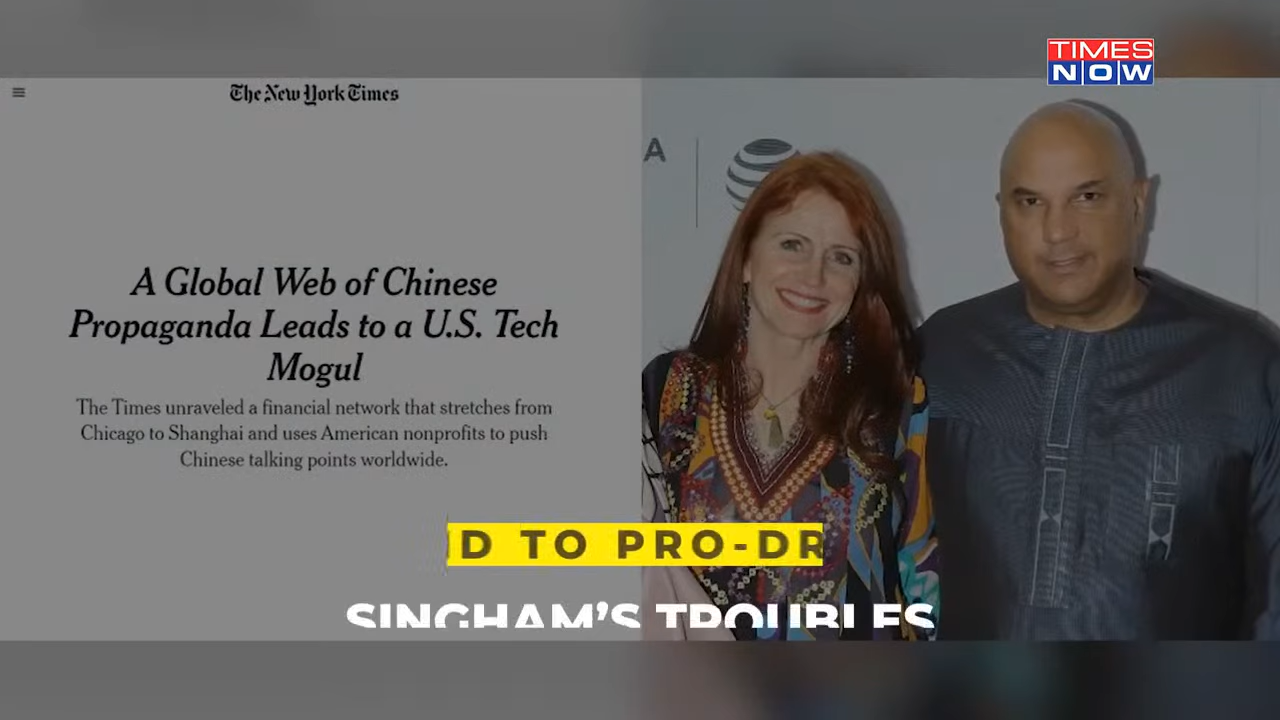 TIMES
NOW
The New York Times
A
A Global Web of Chinese
Propaganda Leads to a U.S. Tech
Mogul
The Times unraveled a financial network that stretches from
Chicago to Shanghai and uses American nonprofits to push
Chinese talking points worldwide.
D TO PRO-DR
SINGHAM'S TROUBLES